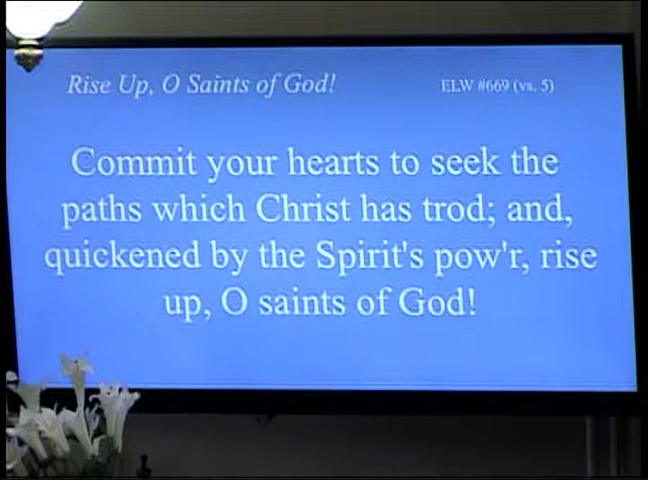 Rise Up, O Saints of God!
ELW #669 (vs. 5)
Commit your hearts to seek the
paths which Christ has trod; and,
quickened by the Spirit's pow'r, rise
up, O saints of God!